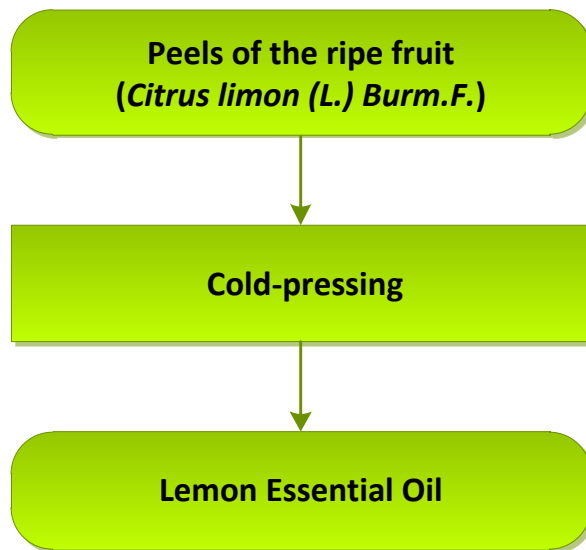 Peels of the ripe fruit
(Citrus limon (L.) Burm.F.)
Cold-pressing
Lemon Essential Oil